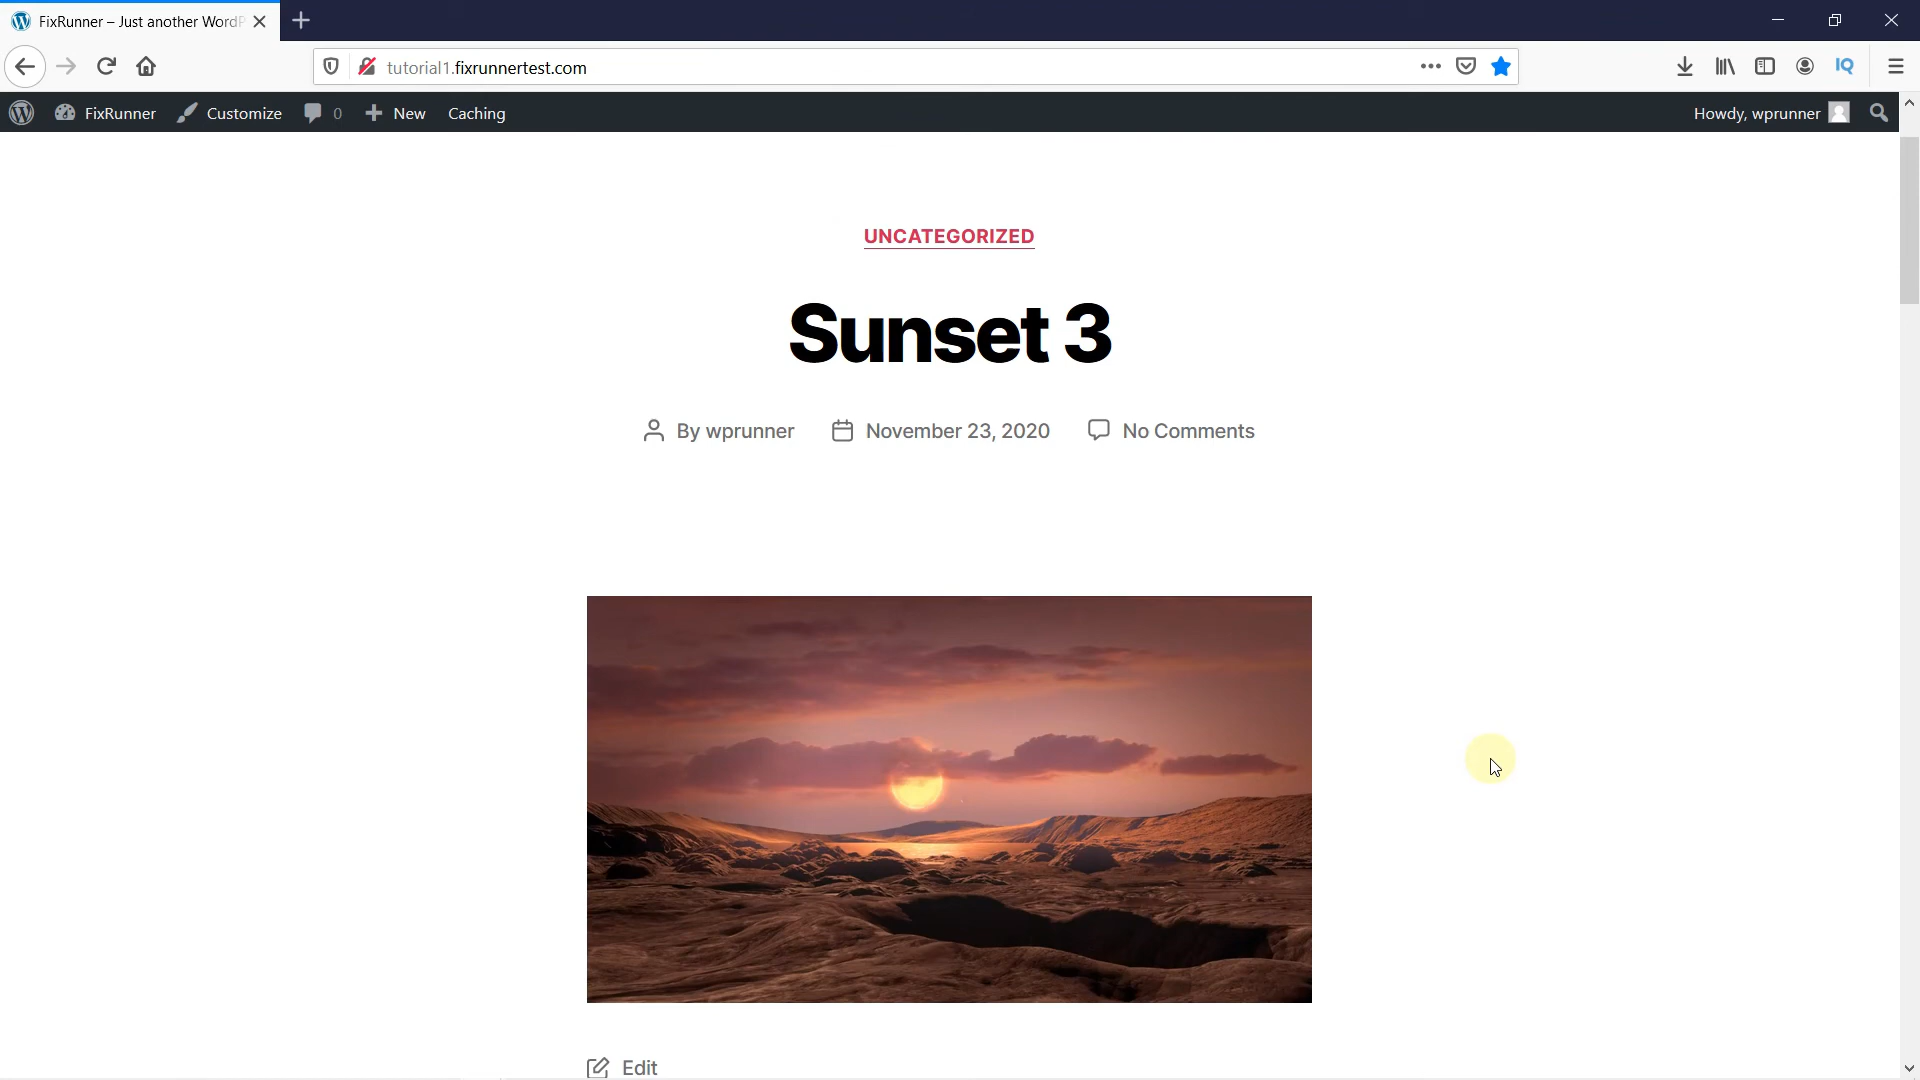 FixRunner – Just another WordP
tutorial1.fixrunnertest.com
IQ
FixRunner Customize 0 New Caching Howdy, wprunner
UNCATEGORIZED
Sunset 3
By wprunner November 23, 2020 No Comments
Edit